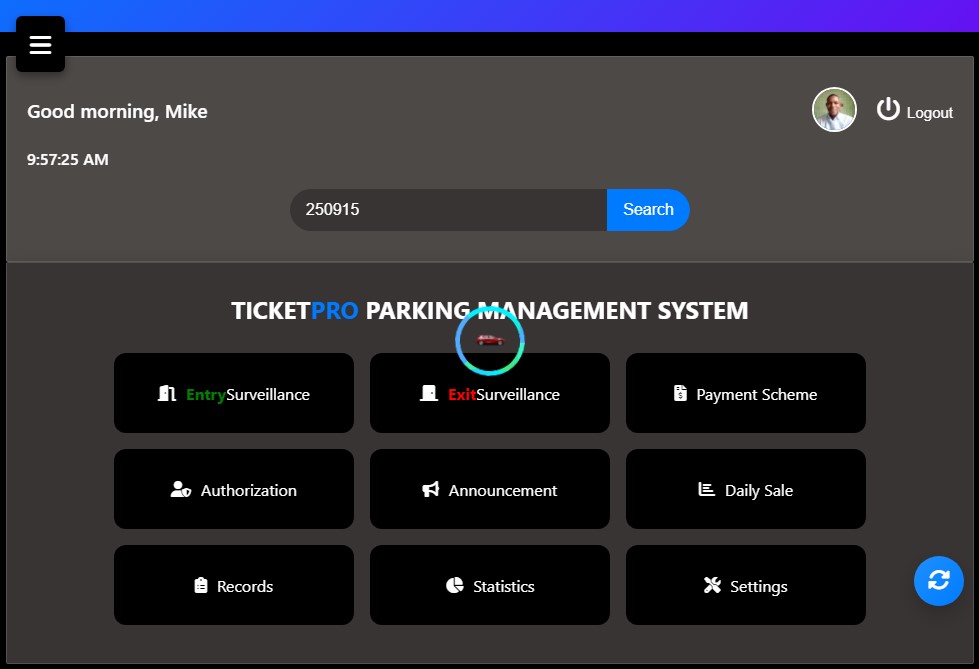 Good morning, Mike
Logout
9:57:25 AM
250915
Search
TICKETPRO PARKING MANAGEMENT SYSTEM
EntrySurveillance
ExitSurveillance
Payment Scheme
Authorization
Announcement
Daily Sale
Records
Statistics
Settings